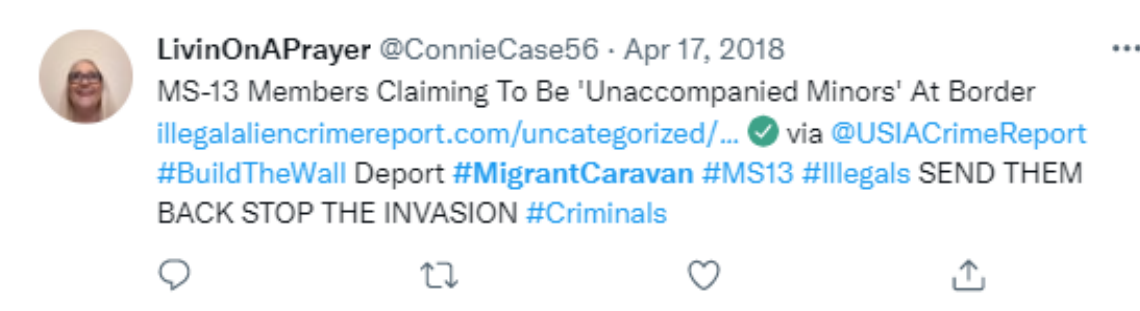 LivinOnAPrayer @ConnieCase56 · Apr 17, 2018
MS-13 Members Claiming To Be 'Unaccompanied Minors' At Border
illegalaliencrimereport.com/uncategorized/... via @USIACrimeReport
#BuildTheWall Deport #MigrantCaravan #MS13 #Illegals SEND THEM
BACK STOP THE INVASION #Criminals